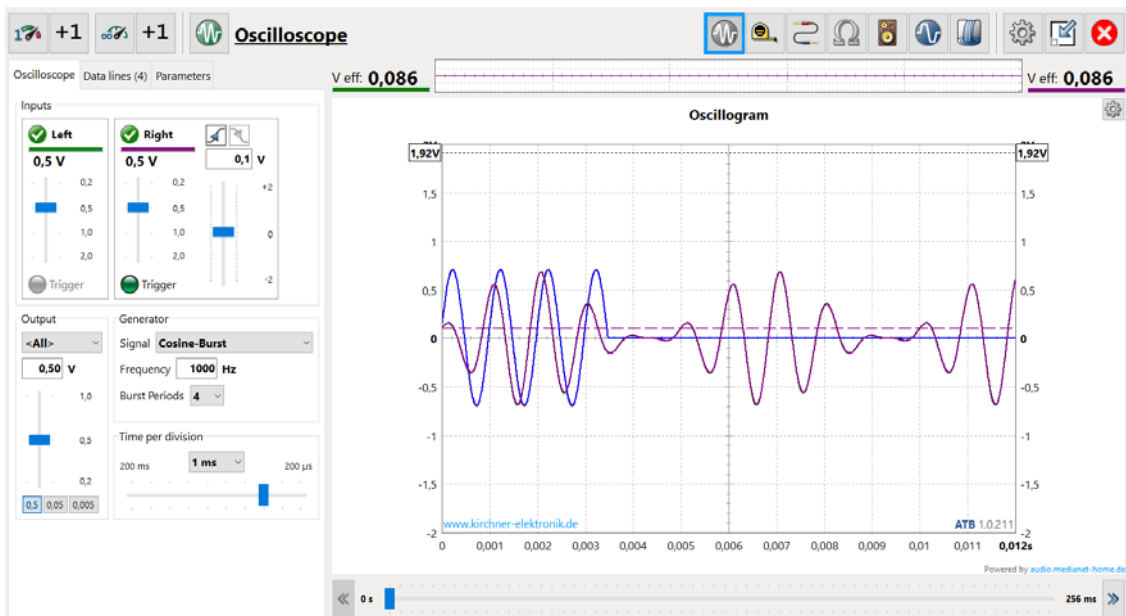 1 +1 +1 Oscilloscope
Oscilloscope Data lines (4) Parameters
V eff: 0,086
V eff: 0,086
Inputs
Left
0,5 V
0,2
0,5
1,0
2,0
Trigger
Right
0,5 V
0,2
0,5
1,0
2,0
Trigger
0,1 V
+2
0
-2
Output
<All>
0,50 V
1,0
0,5
0,2
0,5 0,05 0,005
Generator
Signal Cosine-Burst
Frequency 1000 Hz
Burst Periods 4
Time per division
200 ms 1 ms 200 µs
Oscillogram
1,92V 1,92V
1,5 1,5
1 1
0,5 0,5
0 0
-0,5 -0,5
-1 -1
-1,5 -1,5
www.kirchner-elektronik.de ATB 1.0.211
-2 -2
0 0,001 0,002 0,003 0,004 0,005 0,006 0,007 0,008 0,009 0,01 0,011 0,012s
Powered by audio.medianet-home.de
0 s 256 ms